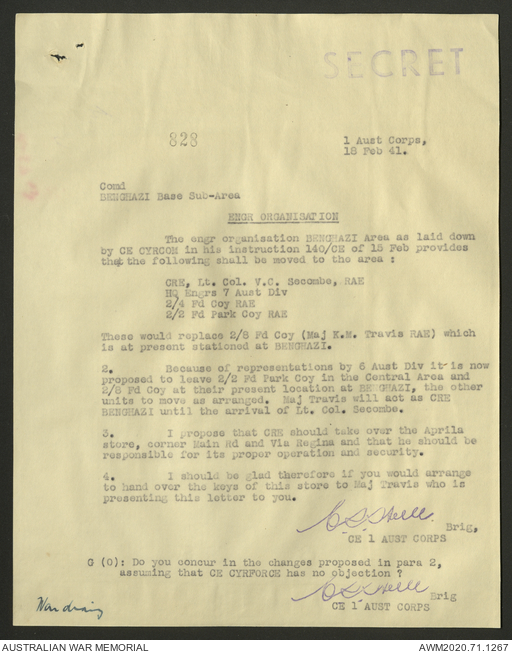 SECRET
828
1 Aust Corps,
18 Feb 41.
Comd
BENGHAZI Base Sub-Area
ENGR ORGANISATION
The engr organisation BENGHAZI Area as laid down
by CE CYRCOM in his instruction 140/CE of 15 Feb provides
that the following shall be moved to the area :
CRE, Lt. Col. V.C. Secombe, RAE
HQ Engrs 7 Aust Div
2/4 Fd Coy RAE
2/2 Fd Park Coy RAE
These would replace 2/8 Fd Coy (Maj K.M. Travis RAE) which
is at present stationed at BENGHAZI.
2. Because of representations by 6 Aust Div it is now
proposed to leave 2/2 Fd Park Coy in the Central Area and
2/8 Fd Coy at their present location at BENGHAZI, the other
units to move as arranged. Maj Travis will act as CRE
BENGHAZI until the arrival of Lt. Col. Secombe.
3. I propose that CRE should take over the Aprila
store, corner Main Rd and Via Regina and that he should be
responsible for its proper operation and security.
4. I should be glad therefore if you would arrange
to hand over the keys of this store to Maj Travis who is
presenting this letter to you.
Brig,
CE 1 AUST CORPS
G (O): Do you concur in the changes proposed in para 2,
assuming that CE CYRFORCE has no objection ?
Brig
CE 1 AUST CORPS
War diary
AUSTRALIAN WAR MEMORIAL
AWM2020.71.1267